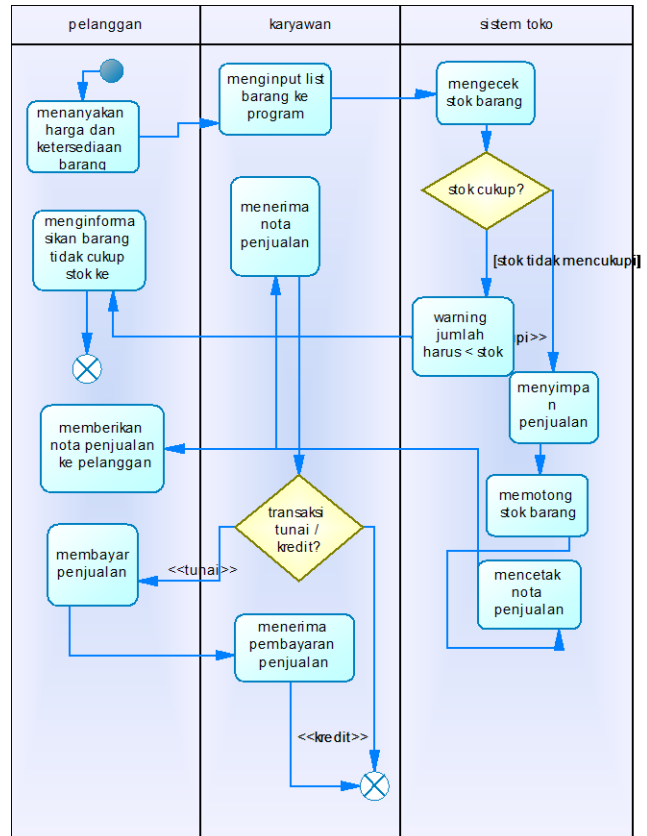 pelanggan
karyawan
sistem toko
menanyakan
harga dan
ketersediaan
barang
menginput list
barang ke
program
mengecek
stok barang
stok cukup?
menginforma
sikan barang
tidak cukup
stok ke
menerima
nota
penjualan
[stok tidak mencukupi]
warning
jumlah
harus < stok
pi>>
menyimpa
n
penjualan
memberikan
nota penjualan
ke pelanggan
memotong
stok barang
transaksi
tunai /
kredit?
membayar
penjualan
<<tunai>>
mencetak
nota
penjualan
menerima
pembayaran
penjualan
<<kredit>>